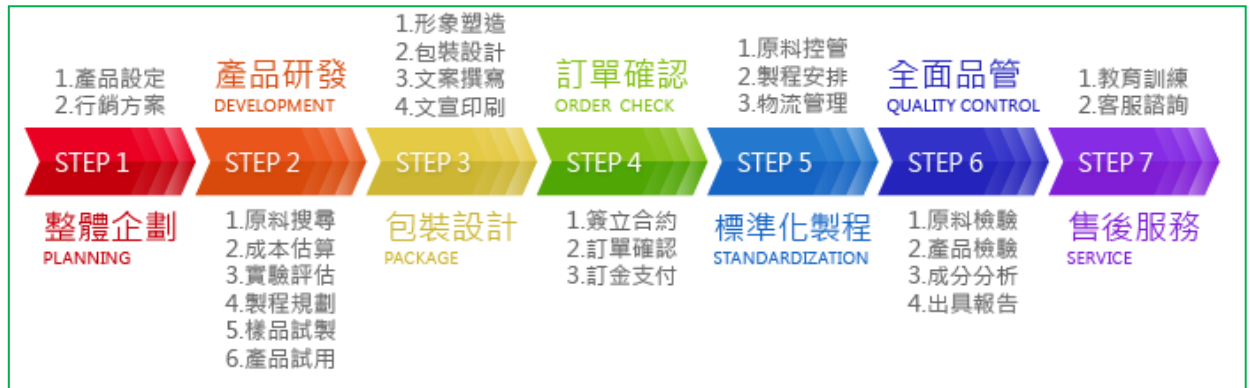 1.產品設定
2.行銷方案
STEP 1
整體企劃
PLANNING
產品研發
DEVELOPMENT
STEP 2
1.原料搜尋
2.成本估算
3.實驗評估
4.製程規劃
5.樣品試製
6.產品試用
1.形象塑造
2.包裝設計
3.文案撰寫
4.文宣印刷
STEP 3
包裝設計
PACKAGE
訂單確認
ORDER CHECK
STEP 4
1.簽立合約
2.訂單確認
3.訂金支付
1.原料控管
2.製程安排
3.物流管理
STEP 5
標準化製程
STANDARDIZATION
全面品管
QUALITY CONTROL
STEP 6
1.原料檢驗
2.產品檢驗
3.成分分析
4.出具報告
1.教育訓練
2.客服諮詢
STEP 7
售後服務
SERVICE